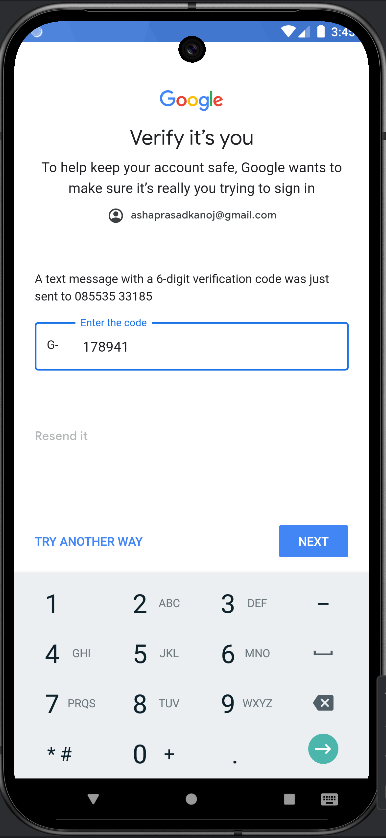 3:45
Google
Verify it's you
To help keep your account safe, Google wants to
make sure it's really you trying to sign in
ashaprasadkanoj@gmail.com
A text message with a 6-digit verification code was just
sent to 085535 33185
Enter the code
G- 178941
Resend it
TRY ANOTHER WAY NEXT
1 2 ABC 3 DEF –
4 GHI 5 JKL 6 MNO
7 PRQS 8 TUV 9 WXYZ
* # 0 + .